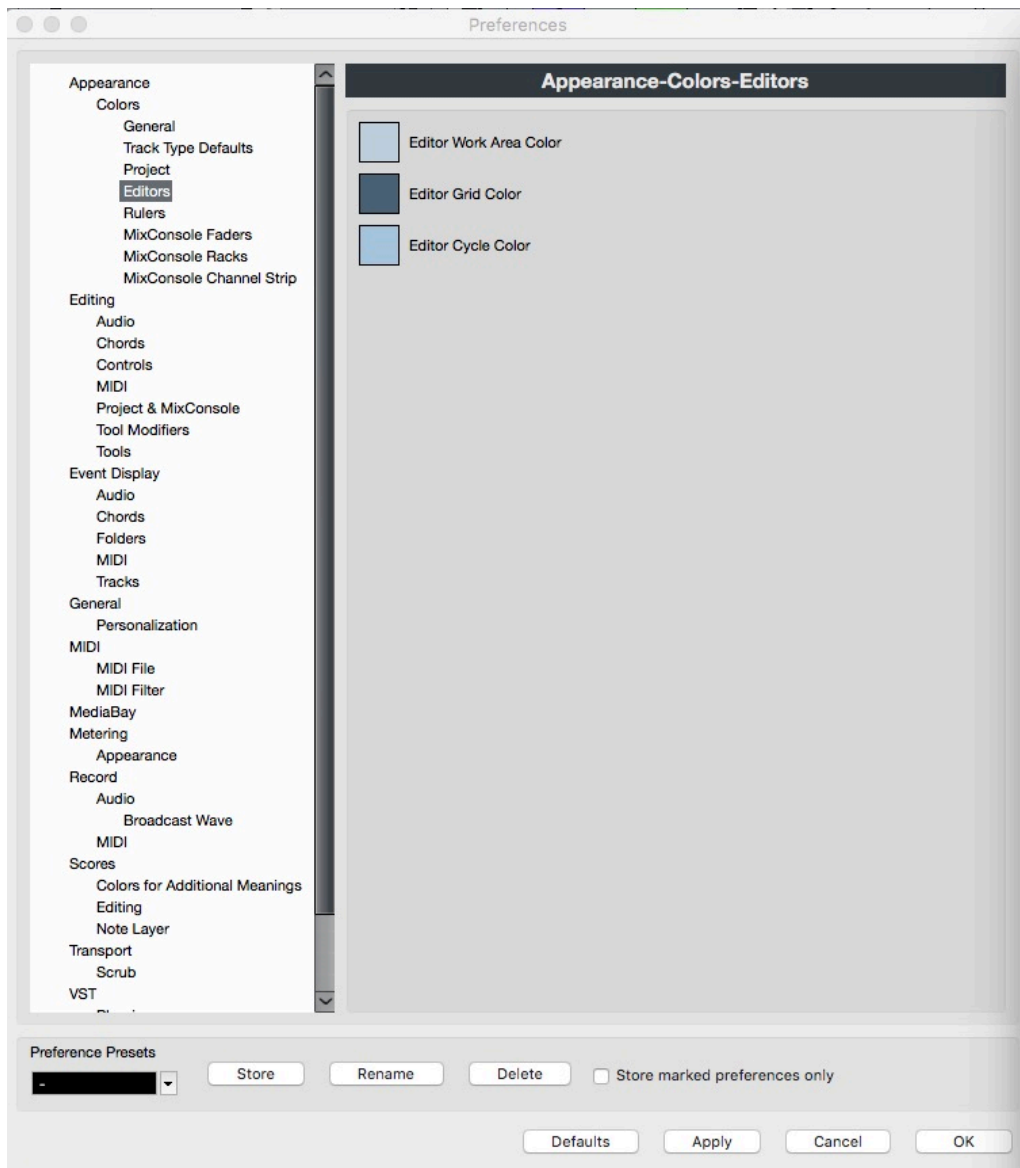 Preferences
Appearance
Colors
General
Track Type Defaults
Project
Editors
Rulers
MixConsole Faders
MixConsole Racks
MixConsole Channel Strip
Editing
Audio
Chords
Controls
MIDI
Project & MixConsole
Tool Modifiers
Tools
Event Display
Audio
Chords
Folders
MIDI
Tracks
General
Personalization
MIDI
MIDI File
MIDI Filter
MediaBay
Metering
Appearance
Record
Audio
Broadcast Wave
MIDI
Scores
Colors for Additional Meanings
Editing
Note Layer
Transport
Scrub
VST
Appearance-Colors-Editors
Editor Work Area Color
Editor Grid Color
Editor Cycle Color
Preference Presets
- Store Rename Delete Store marked preferences only
Defaults Apply Cancel OK